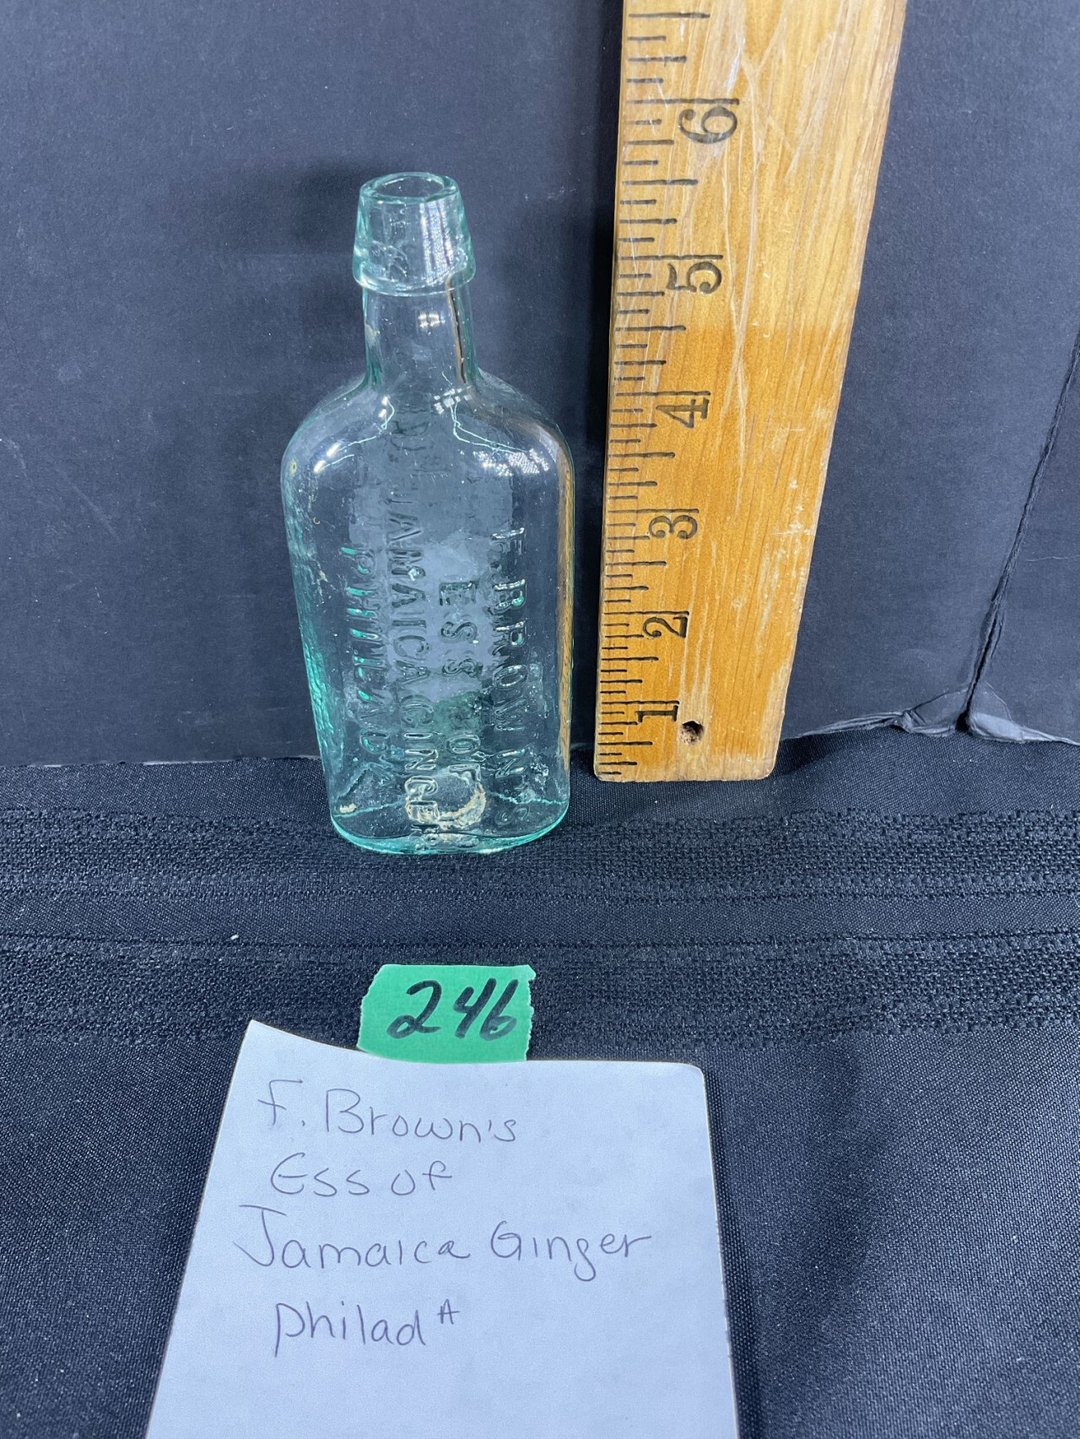 6
5
4
3
2
1
F. BROWN'S
ESS OF
JAMAICA GINGER
PHILADA
246
F. Brown's
Ess of
Jamaica Ginger
Philad A